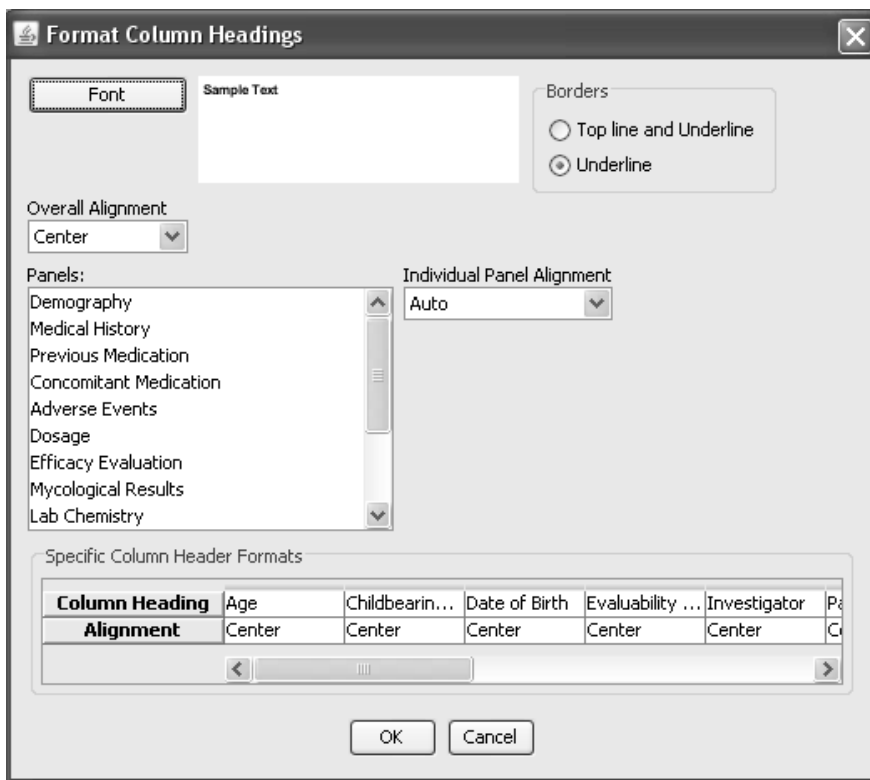 Format Column Headings
Font
Sample Text
Borders
Top line and Underline
Underline
Overall Alignment
Center
Panels:
Individual Panel Alignment
Demography
Auto
Medical History
Previous Medication
Concomitant Medication
Adverse Events
Dosage
Efficacy Evaluation
Mycological Results
Lab Chemistry
Specific Column Header Formats
Column Heading Age Childbearin... Date of Birth Evaluability ... Investigator
Alignment Center Center Center Center Center
OK Cancel